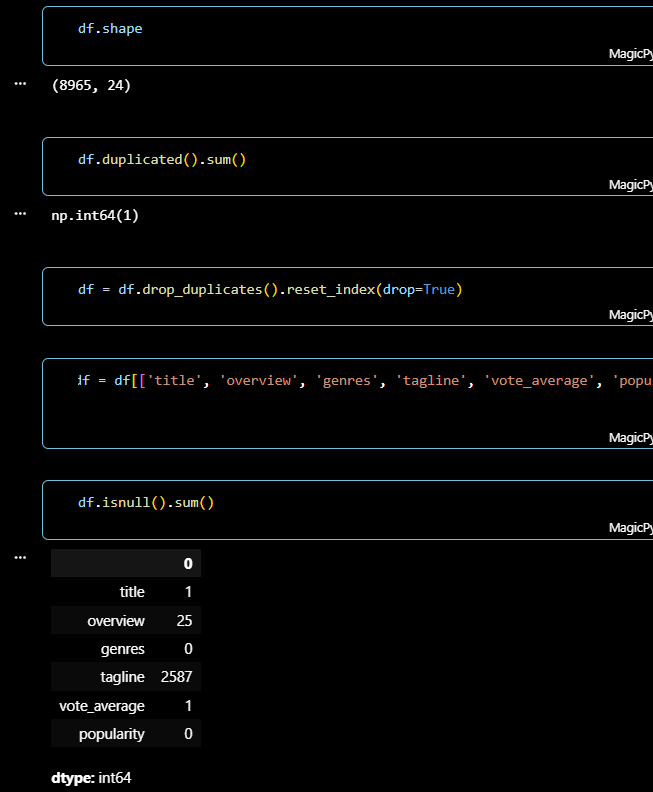 df.shape
MagicPy
(8965, 24)
df.duplicated().sum()
MagicPy
np.int64(1)
df = df.drop_duplicates().reset_index(drop=True)
MagicPy
df = df[['title', 'overview', 'genres', 'tagline', 'vote_average', 'popu
MagicPy
df.isnull().sum()
MagicPy
0
title 1
overview 25
genres 0
tagline 2587
vote_average 1
popularity 0
dtype: int64